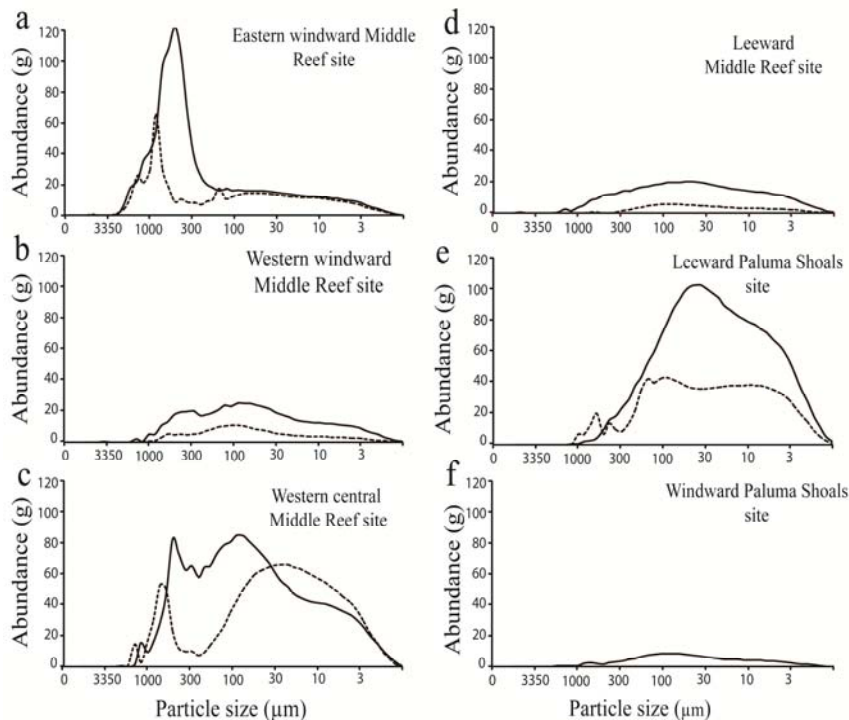 a
Eastern windward Middle
Reef site
Abundance (g)
120
100
80
60
40
20
0
0 3350 1000 300 100 30 10 3
b
Western windward
Middle Reef site
Abundance (g)
120
100
80
60
40
20
0
0 3350 1000 300 100 30 10 3
c
Western central
Middle Reef site
Abundance (g)
120
100
80
60
40
20
0
0 3350 1000 300 100 30 10 3
Particle size (μm)
d
Leeward
Middle Reef site
Abundance (g)
120
100
80
60
40
20
0
0 3350 1000 300 100 30 10 3
e
Leeward Paluma Shoals
site
Abundance (g)
120
100
80
60
40
20
0
0 3350 1000 300 100 30 10 3
f
Windward Paluma Shoals
site
Abundance (g)
120
100
80
60
40
20
0
0 3350 1000 300 100 30 10 3
Particle size (μm)